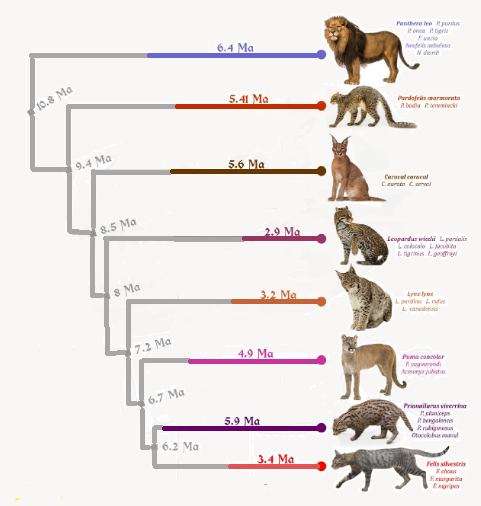 6.4 Ma
Panthera leo P. pardus
P. onca P. tigris
P. uncia
Neofelis nebulosa
N. diardi
10.8 Ma
5.41 Ma
Pardofelis marmorata
P. badia P. temminckii
9.4 Ma
5.6 Ma
Caracal caracal
C. aurata C. serval
8.5 Ma
2.9 Ma
Leopardus wiedii L. pardalis
L. colocolo L. jacobita
L. tigrinus L. geoffroyi
8 Ma
3.2 Ma
Lynx lynx
L. pardina L. rufus
L. canadensis
7.2 Ma
4.9 Ma
Puma concolor
P. yagouaroundi
Acinonyx jubatus
6.7 Ma
5.9 Ma
Prionailurus viverrina
P. planiceps
P. bengalensis
P. rubiginosus
Otocolobus manul
6.2 Ma
3.4 Ma
Felis silvestris
F. chaus
F. margarita
F. nigripes